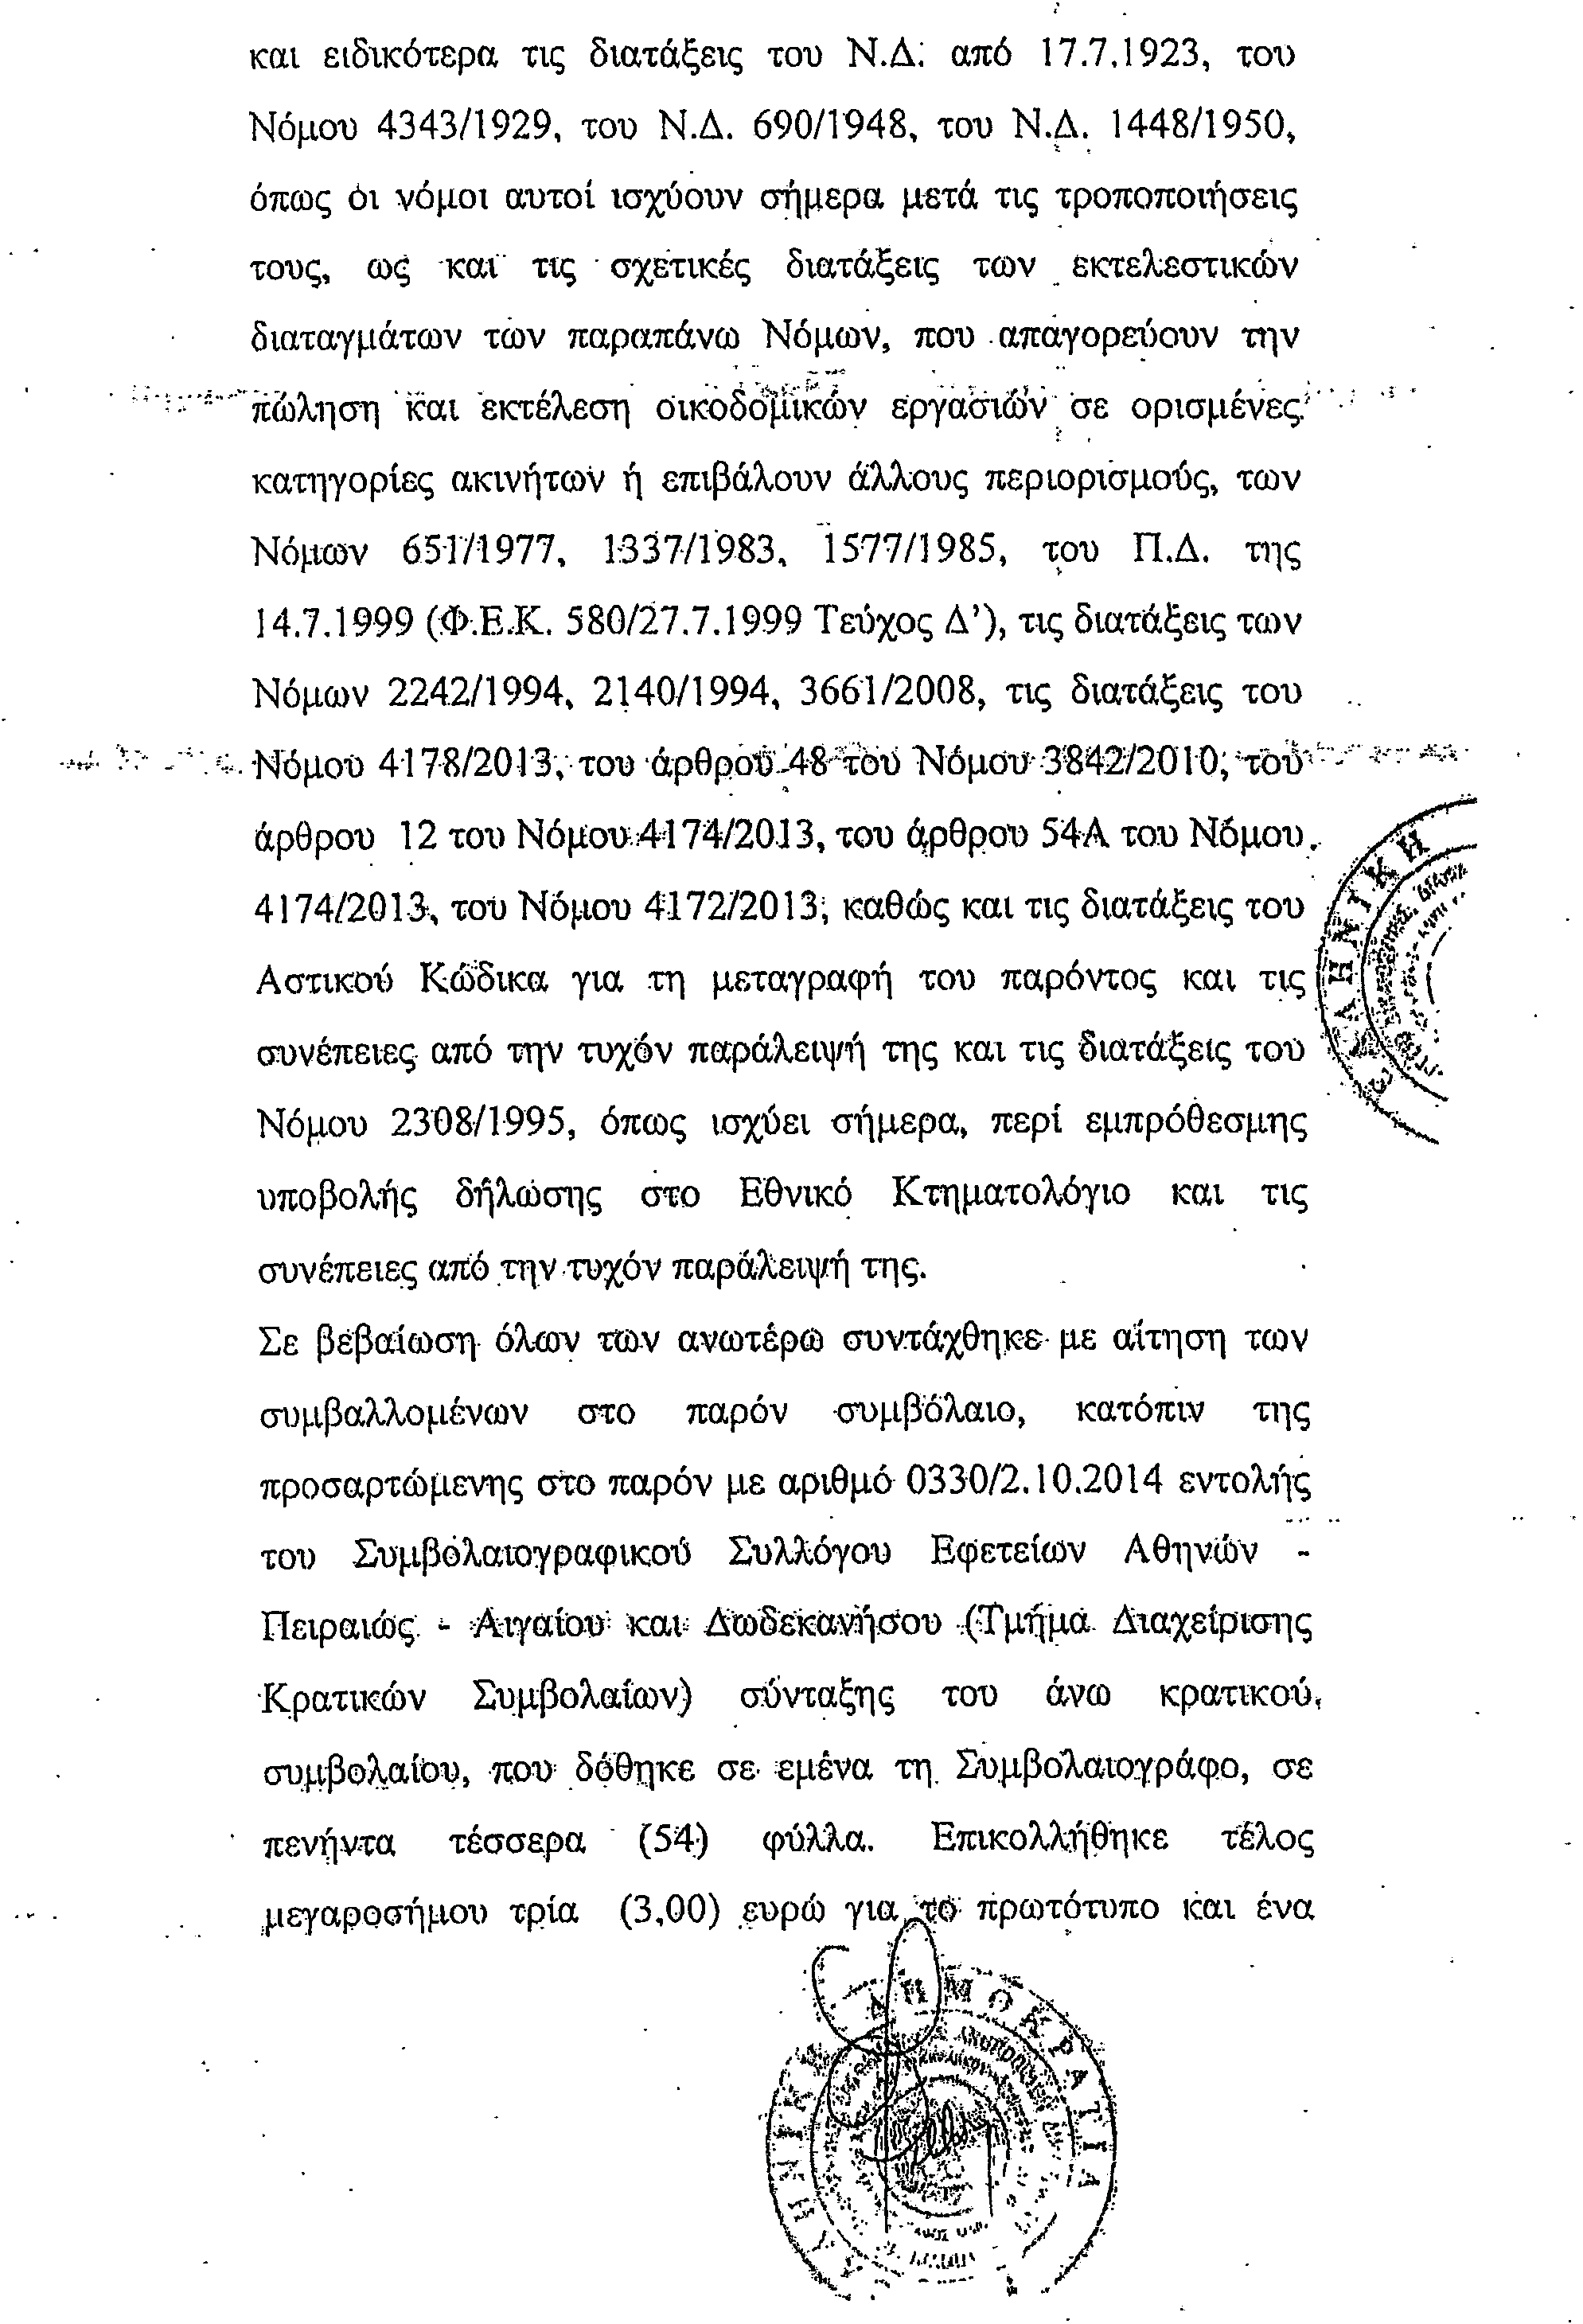 και ειδικότερα τις διατάξεις του Ν.Δ. από 17.7.1923, του
Νόμου 4343/1929, του Ν.Δ. 690/1948, του Ν.Δ. 1448/1950,
όπως οι νόμοι αυτοί ισχύουν σήμερα μετά τις τροποποιήσεις
τους, ως και τις σχετικές διατάξεις των εκτελεστικών
διαταγμάτων των παραπάνω Νόμων, που απαγορεύουν την
πώληση και εκτέλεση οικοδομικών εργασιών σε ορισμένες
κατηγορίες ακινήτων ή επιβάλουν άλλους περιορισμούς, των
Νόμων 651/1977, 1337/1983, 1577/1985, του Π.Δ. της
14.7.1999 (Φ.Ε.Κ. 580/27.7.1999 Τεύχος Δ’), τις διατάξεις των
Νόμων 2242/1994, 2140/1994, 3661/2008, τις διατάξεις του
Νόμου 4178/2013, του άρθρου 48 του Νόμου 3842/2010, του
άρθρου 12 του Νόμου 4174/2013, του άρθρου 54Α του Νόμου
4174/2013, του Νόμου 4172/2013, καθώς και τις διατάξεις του
Αστικού Κώδικα για τη μεταγραφή του παρόντος και τις
συνέπειες από την τυχόν παράλειψή της και τις διατάξεις του
Νόμου 2308/1995, όπως ισχύει σήμερα, περί εμπρόθεσμης
υποβολής δήλωσης στο Εθνικό Κτηματολόγιο και τις
συνέπειες από την τυχόν παράλειψή της.
Σε βεβαίωση όλων των ανωτέρω συντάχθηκε με αίτηση των
συμβαλλομένων στο παρόν συμβόλαιο, κατόπιν της
προσαρτώμενης στο παρόν με αριθμό 0330/2.10.2014 εντολής
του Συμβολαιογραφικού Συλλόγου Εφετείων Αθηνών -
Πειραιώς - Αιγαίου και Δωδεκανήσου (Τμήμα Διαχείρισης
Κρατικών Συμβολαίων) σύνταξης του άνω κρατικού
συμβολαίου, που δόθηκε σε εμένα τη Συμβολαιογράφο, σε
πενήντα τέσσερα (54) φύλλα. Επικολλήθηκε τέλος
μεγαροσήμου τρία (3,00) ευρώ για το πρωτότυπο και ένα
ΔΗΜΟΚΡΑΤΙΑ